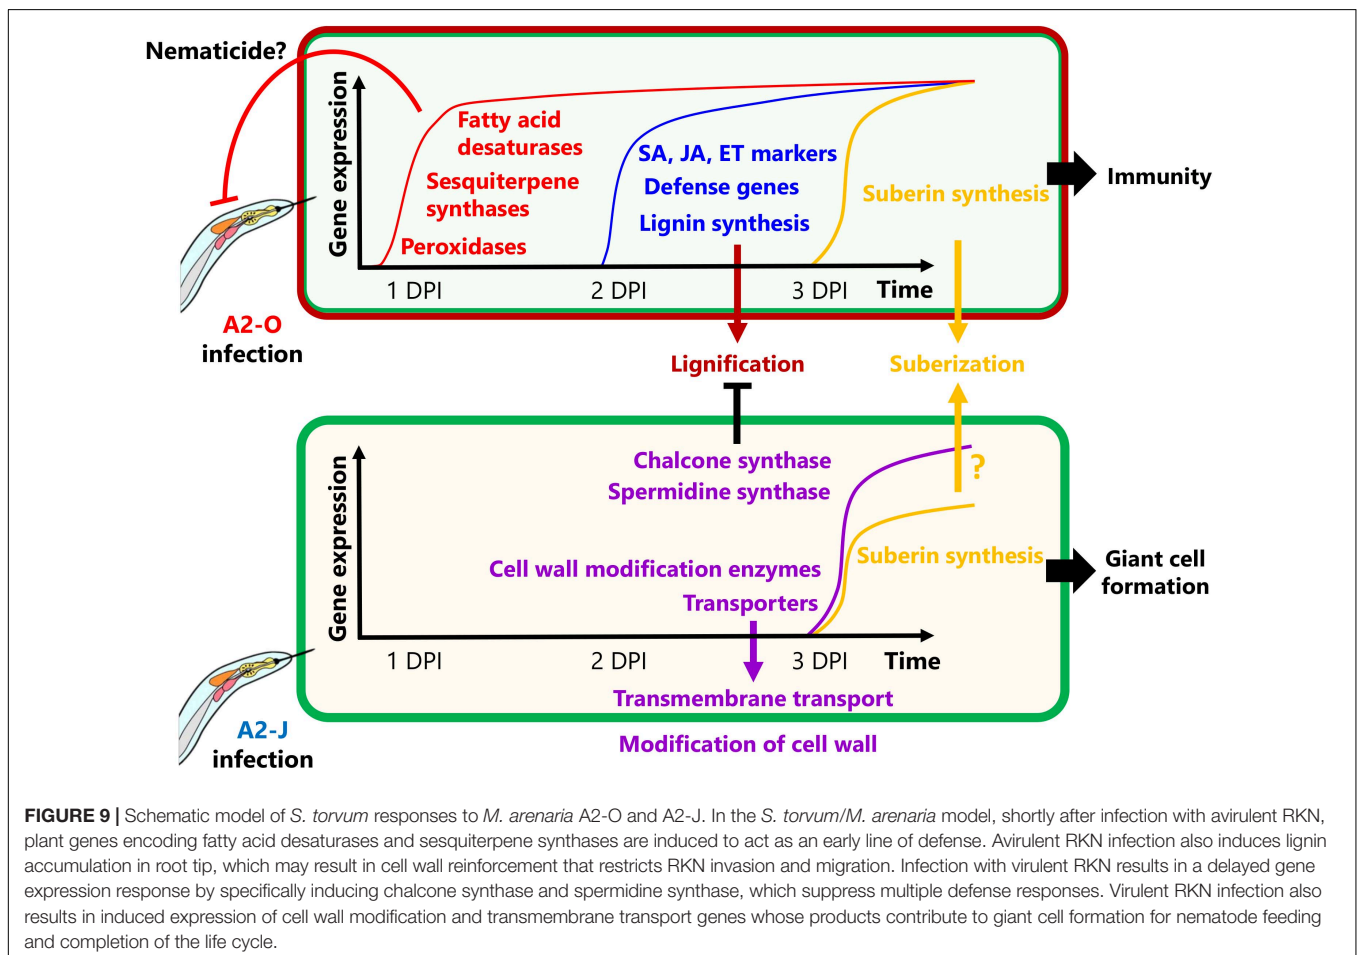 Nematicide?
Gene expression
Fatty acid
desaturases
Sesquiterpene
synthases
Peroxidases
SA, JA, ET markers
Defense genes
Lignin synthesis
Suberin synthesis
Immunity
1 DPI
2 DPI
3 DPI
Time
A2-O
infection
Lignification
Suberization
Gene expression
Chalcone synthase
Spermidine synthase
?
Cell wall modification enzymes
Transporters
Suberin synthesis
Giant cell
formation
1 DPI
2 DPI
3 DPI
Time
Transmembrane transport
A2-J
infection
Modification of cell wall
FIGURE 9 | Schematic model of S. torvum responses to M. arenaria A2-O and A2-J. In the S. torvum/M. arenaria model, shortly after infection with avirulent RKN,
plant genes encoding fatty acid desaturases and sesquiterpene synthases are induced to act as an early line of defense. Avirulent RKN infection also induces lignin
accumulation in root tip, which may result in cell wall reinforcement that restricts RKN invasion and migration. Infection with virulent RKN results in a delayed gene
expression response by specifically inducing chalcone synthase and spermidine synthase, which suppress multiple defense responses. Virulent RKN infection also
results in induced expression of cell wall modification and transmembrane transport genes whose products contribute to giant cell formation for nematode feeding
and completion of the life cycle.